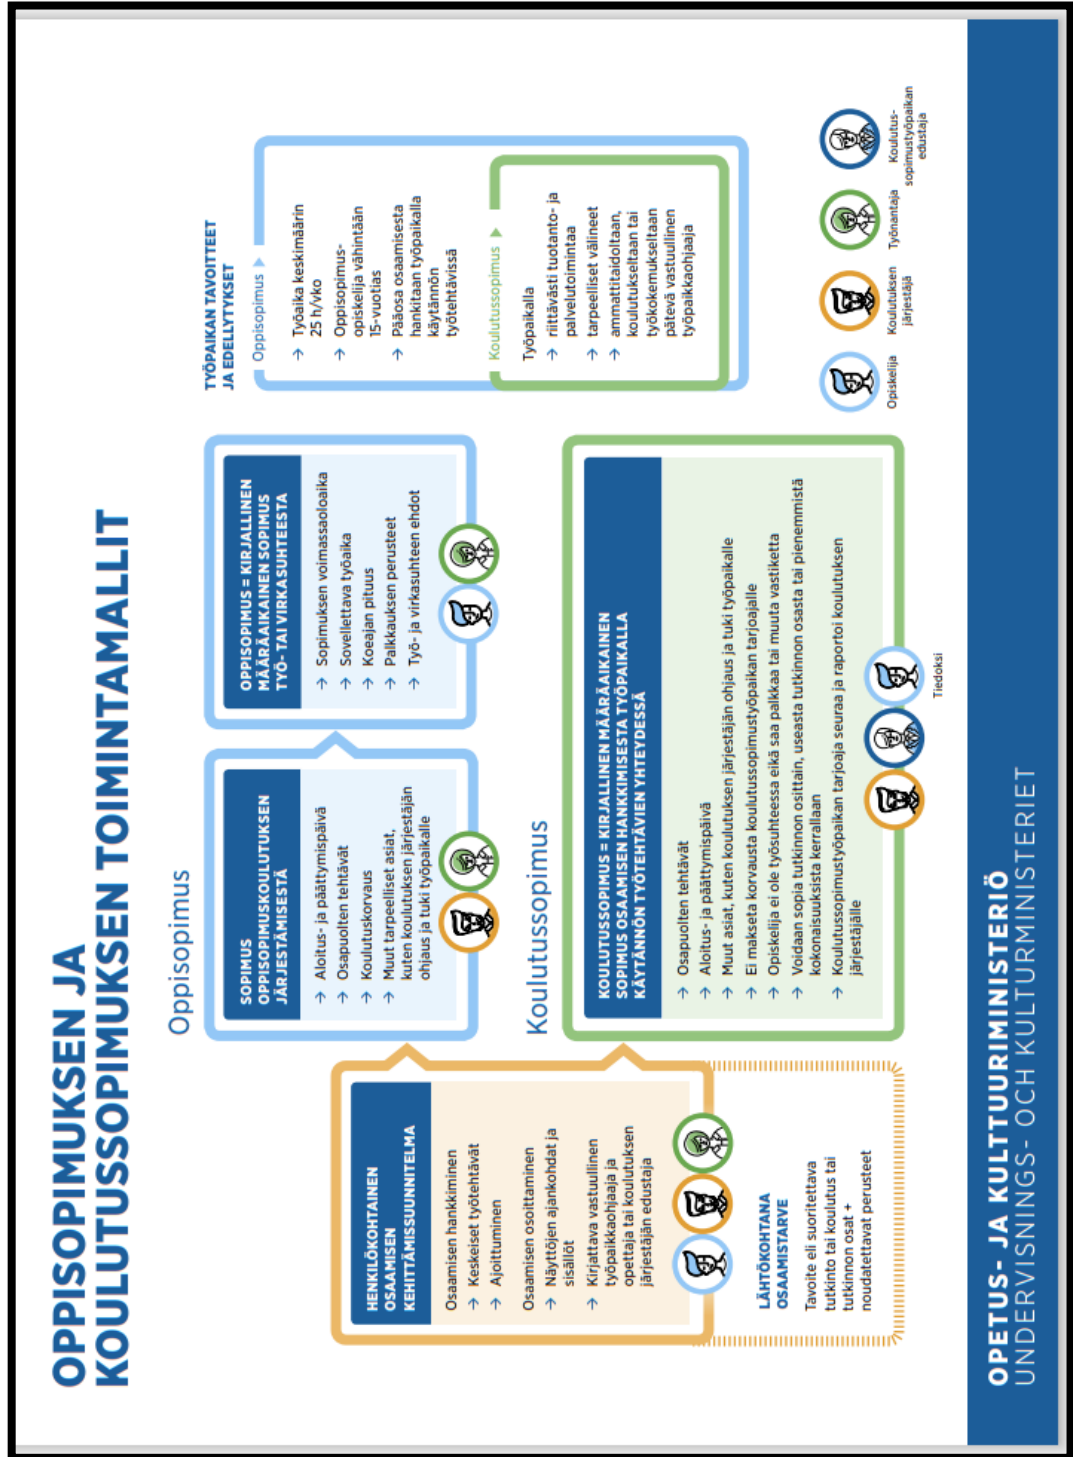 OPPISOPIMUKSEN JA
KOULUTUSSOPIMUKSEN TOIMINTAMALLIT
Oppisopimus
SOPIMUS
OPPISOPIMUSKOULUTUKSEN
JÄRJESTÄMISESTÄ
→ Aloitus- ja päättymispäivä
→ Osapuolten tehtävät
→ Koulutuskorvaus
→ Muut tarpeelliset asiat,
kuten koulutuksen järjestäjän
ohjaus ja tuki työpaikalle
OPPISOPIMUS = KIRJALLINEN
MÄÄRÄAIKAINEN SOPIMUS
TYÖ- TAI VIRKASUHTEESTA
→ Sopimuksen voimassaoloaika
→ Sovellettava työaika
→ Koeajan pituus
→ Palkkauksen perusteet
→ Työ- ja virkasuhteen ehdot
TYÖPAIKAN TAVOITTEET
JA EDELLYTYKSET
Oppisopimus
→ Työaika keskimäärin
25 h/vko
→ Oppisopimus-
opiskelija vähintään
15-vuotias
→ Pääosa osaamisesta
hankitaan työpaikalla
käytännön
työtehtävissä
Koulutussopimus
Työpaikalla
→ riittävästi tuotanto- ja
palvelutoimintaa
→ tarpeelliset välineet
→ ammattitaidoltaan,
koulutukseltaan tai
työkokemukseltaan
pätevä vastuullinen
työpaikkaohjaaja
HENKILÖKOHTAINEN
OSAAMISEN
KEHITTÄMISSUUNNITELMA
Osaamisen hankkiminen
→ Keskeiset työtehtävät
→ Ajoittuminen
Osaamisen osoittaminen
→ Näyttöjen ajankohdat ja
sisällöt
→ Kirjattava vastuullinen
työpaikkaohjaaja ja
opettaja tai koulutuksen
järjestäjän edustaja
LÄHTÖKOHTANA
OSAAMISTARVE
Tavoite eli suoritettava
tutkinto tai koulutus tai
tutkinnon osat +
noudatettavat perusteet
Koulutussopimus
KOULUTUSSOPIMUS = KIRJALLINEN MÄÄRÄAIKAINEN
SOPIMUS OSAAMISEN HANKKIMISESTA TYÖPAIKALLA
KÄYTÄNNÖN TYÖTEHTÄVIEN YHTEYDESSÄ
→ Osapuolten tehtävät
→ Aloitus- ja päättymispäivä
→ Muut asiat, kuten koulutuksen järjestäjän ohjaus ja tuki työpaikalle
→ Ei makseta korvausta koulutussopimustyöpaikan tarjoajalle
→ Opiskelija ei ole työsuhteessa eikä saa palkkaa tai muuta vastiketta
→ Voidaan sopia tutkinnon osittain, useasta tutkinnon osasta tai pienemmistä
kokonaisuuksista kerrallaan
→ Koulutussopimustyöpaikan tarjoaja seuraa ja raportoi koulutuksen
järjestäjälle
Tiedoksi
Opiskelija
Koulutuksen
järjestäjä
Työnantaja
Koulutus-
sopimustyöpaikan
edustaja
OPETUS- JA KULTTUURIMINISTERIÖ
UNDERVISNINGS- OCH KULTURMINISTERIET